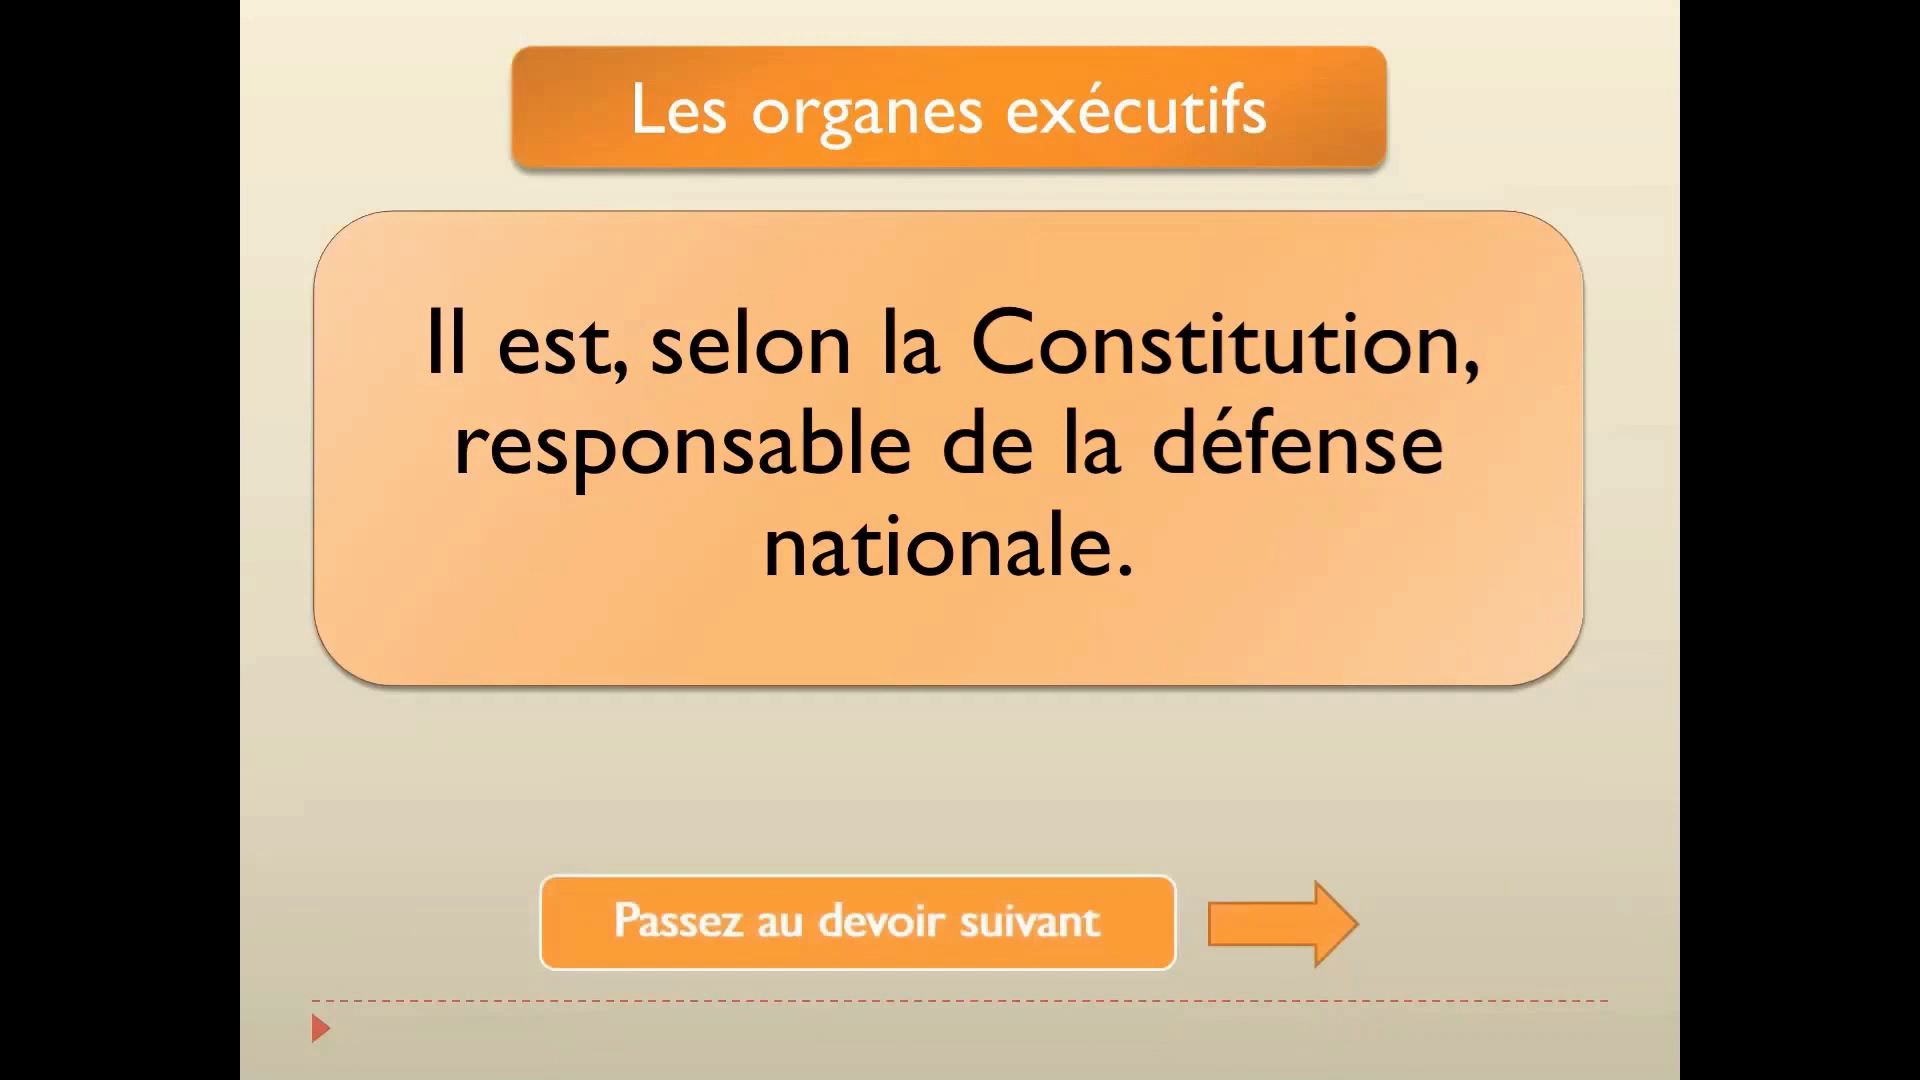 Les organes exécutifs
Il est, selon la Constitution,
responsable de la défense
nationale.
Passez au devoir suivant